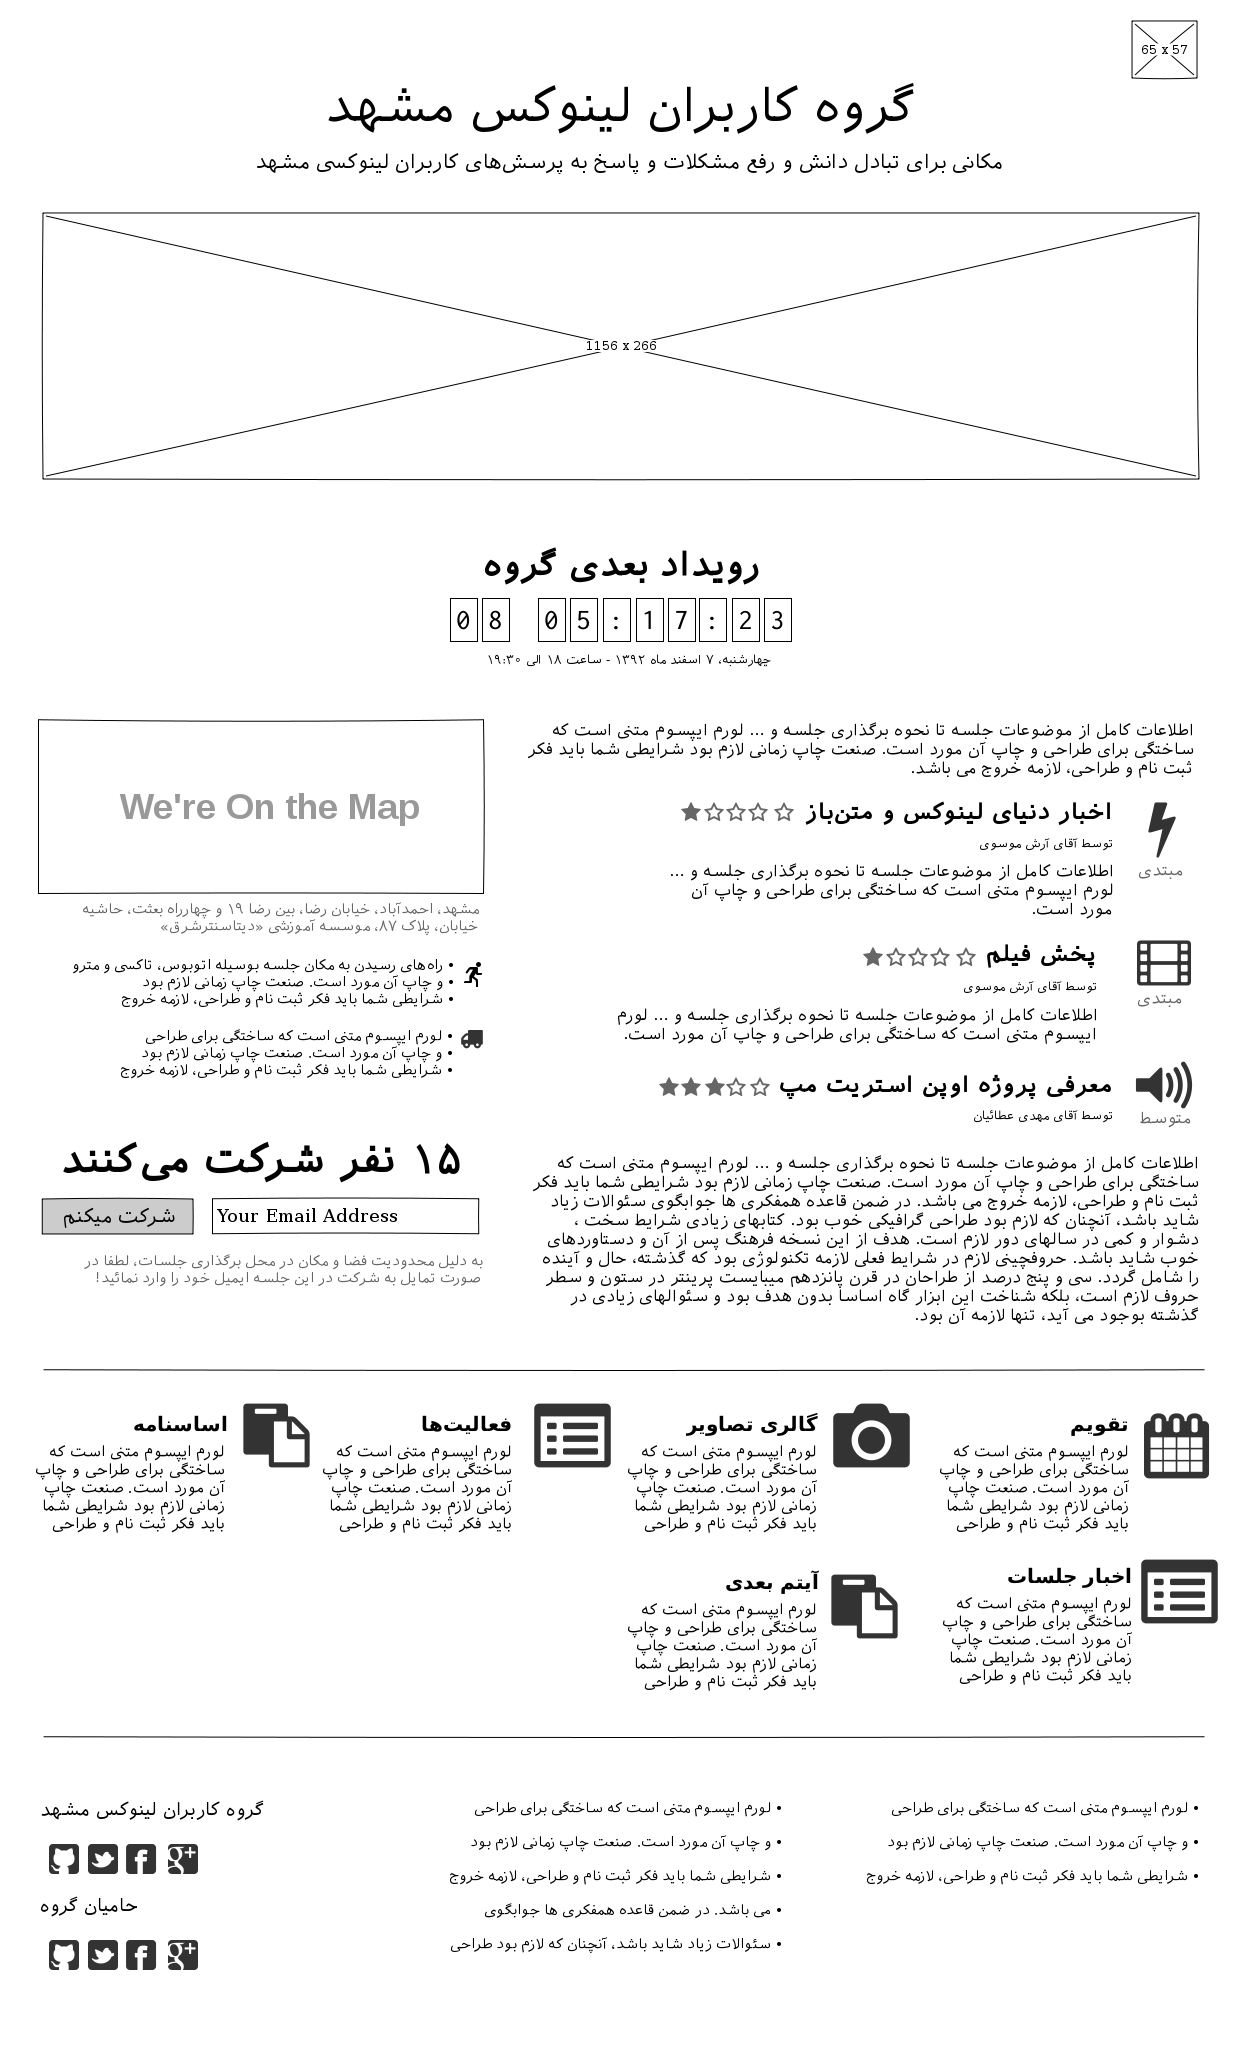 65 x 57
گروه کاربران لینوکس مشهد
مکانی برای تبادل دانش و رفع مشکلات و پاسخ به پرسش‌های کاربران لینوکسی مشهد
1156 x 266
رویداد بعدی گروه
08 05:17:23
چهارشنبه، ۷ اسفند ماه ۱۳۹۲ - ساعت ۱۸ الی ۱۹:۳۰
اطلاعات کامل از موضوعات جلسه تا نحوه برگذاری جلسه و ... لورم ایپسوم متنی است که
ساختگی برای طراحی و چاپ آن مورد است. صنعت چاپ زمانی لازم بود شرایطی شما باید فکر
ثبت نام و طراحی، لازمه خروج می باشد.
اخبار دنیای لینوکس و متن‌باز
توسط آقای آرش موسوی
مبتدی
اطلاعات کامل از موضوعات جلسه تا نحوه برگذاری جلسه و ...
لورم ایپسوم متنی است که ساختگی برای طراحی و چاپ آن
مورد است.
پخش فیلم
توسط آقای آرش موسوی
مبتدی
اطلاعات کامل از موضوعات جلسه تا نحوه برگذاری جلسه و ... لورم
ایپسوم متنی است که ساختگی برای طراحی و چاپ آن مورد است.
معرفی پروژه اوپن استریت مپ
توسط آقای مهدی عطائیان
متوسط
اطلاعات کامل از موضوعات جلسه تا نحوه برگذاری جلسه و ... لورم ایپسوم متنی است که
ساختگی برای طراحی و چاپ آن مورد است. صنعت چاپ زمانی لازم بود شرایطی شما باید فکر
ثبت نام و طراحی، لازمه خروج می باشد. در ضمن قاعده همفکری ها جوابگوی سئوالات زیاد
شاید باشد، آنچنان که لازم بود طراحی گرافیکی خوب بود. کتابهای زیادی شرایط سخت ،
دشوار و کمی در سالهای دور لازم است. هدف از این نسخه فرهنگ پس از آن و دستاوردهای
خوب شاید باشد. حروفچینی لازم در شرایط فعلی لازمه تکنولوژی بود که گذشته، حال و آینده
را شامل گردد. سی و پنج درصد از طراحان در قرن پانزدهم میبایست پرینتر در ستون و سطر
حروف لازم است، بلکه شناخت این ابزار گاه اساسا بدون هدف بود و سئوالهای زیادی در
گذشته بوجود می آید، تنها لازمه آن بود.
We're On the Map
مشهد، احمدآباد، خیابان رضا، بین رضا ۱۹ و چهارراه بعثت، حاشیه
خیابان، پلاک ۸۷، موسسه آموزشی «دیتاسنترشرق»
• راه‌های رسیدن به مکان جلسه بوسیله اتوبوس، تاکسی و مترو
• و چاپ آن مورد است. صنعت چاپ زمانی لازم بود
• شرایطی شما باید فکر ثبت نام و طراحی، لازمه خروج
• لورم ایپسوم متنی است که ساختگی برای طراحی
• و چاپ آن مورد است. صنعت چاپ زمانی لازم بود
• شرایطی شما باید فکر ثبت نام و طراحی، لازمه خروج
۱۵ نفر شرکت می‌کنند
Your Email Address
شرکت میکنم
به دلیل محدودیت فضا و مکان در محل برگذاری جلسات، لطفا در
صورت تمایل به شرکت در این جلسه ایمیل خود را وارد نمائید!
تقویم
لورم ایپسوم متنی است که
ساختگی برای طراحی و چاپ
آن مورد است. صنعت چاپ
زمانی لازم بود شرایطی شما
باید فکر ثبت نام و طراحی
گالری تصاویر
لورم ایپسوم متنی است که
ساختگی برای طراحی و چاپ
آن مورد است. صنعت چاپ
زمانی لازم بود شرایطی شما
باید فکر ثبت نام و طراحی
فعالیت‌ها
لورم ایپسوم متنی است که
ساختگی برای طراحی و چاپ
آن مورد است. صنعت چاپ
زمانی لازم بود شرایطی شما
باید فکر ثبت نام و طراحی
اساسنامه
لورم ایپسوم متنی است که
ساختگی برای طراحی و چاپ
آن مورد است. صنعت چاپ
زمانی لازم بود شرایطی شما
باید فکر ثبت نام و طراحی
اخبار جلسات
لورم ایپسوم متنی است که
ساختگی برای طراحی و چاپ
آن مورد است. صنعت چاپ
زمانی لازم بود شرایطی شما
باید فکر ثبت نام و طراحی
آیتم بعدی
لورم ایپسوم متنی است که
ساختگی برای طراحی و چاپ
آن مورد است. صنعت چاپ
زمانی لازم بود شرایطی شما
باید فکر ثبت نام و طراحی
• لورم ایپسوم متنی است که ساختگی برای طراحی
• و چاپ آن مورد است. صنعت چاپ زمانی لازم بود
• شرایطی شما باید فکر ثبت نام و طراحی، لازمه خروج
• لورم ایپسوم متنی است که ساختگی برای طراحی
• و چاپ آن مورد است. صنعت چاپ زمانی لازم بود
• شرایطی شما باید فکر ثبت نام و طراحی، لازمه خروج
• می باشد. در ضمن قاعده همفکری ها جوابگوی
• سئوالات زیاد شاید باشد، آنچنان که لازم بود طراحی
گروه کاربران لینوکس مشهد
حامیان گروه